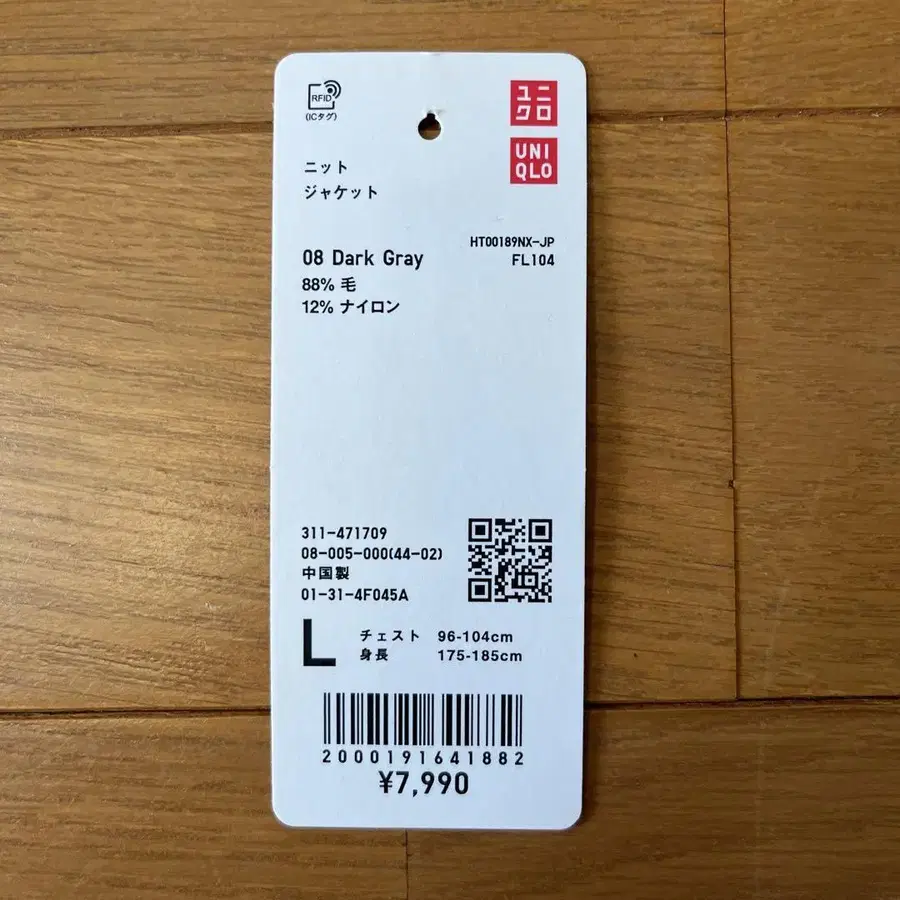 RFID
(ICタグ)
ユニ
クロ
UNI
QLO
ニット
ジャケット
HT00189NX-JP
FL104
08 Dark Gray
88% 毛
12% ナイロン
311-471709
08-005-000(44-02)
中国製
01-31-4F045A
L
チェスト 96-104cm
身長 175-185cm
2000191641882
¥7,990